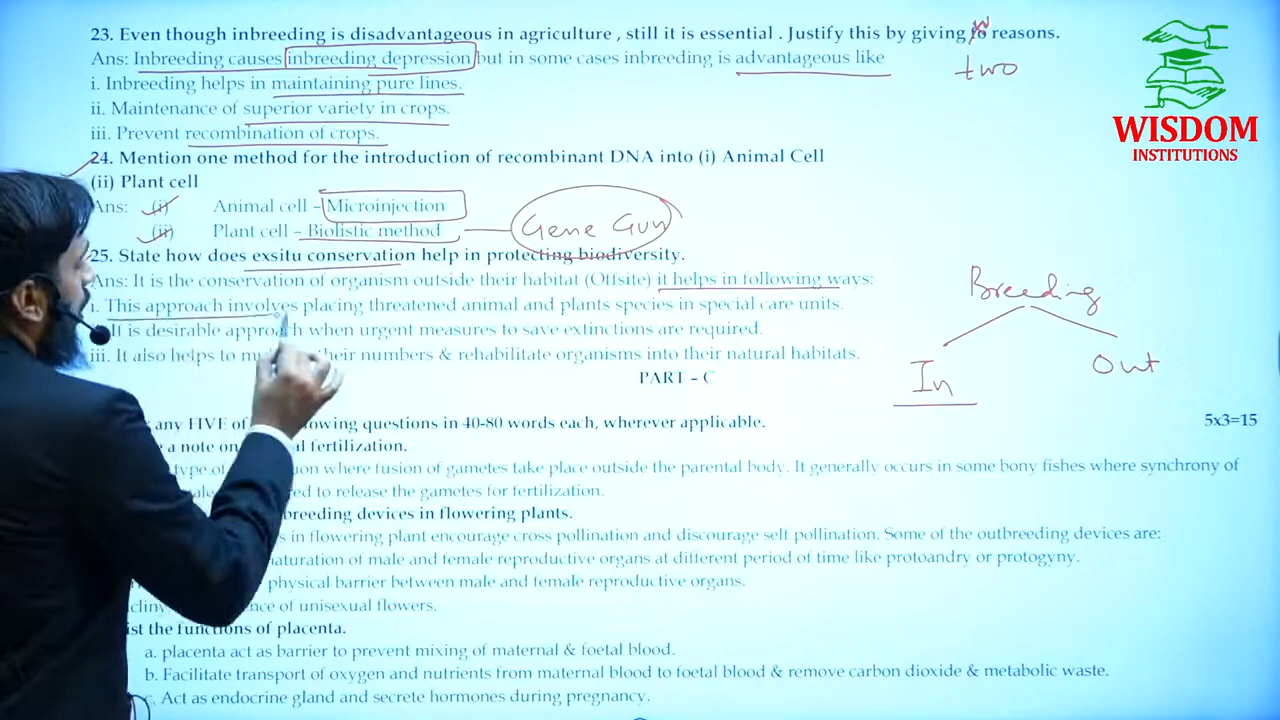 23. Even though inbreeding is disadvantageous in agriculture , still it is essential . Justify this by giving reasons.
two
Ans: Inbreeding causes inbreeding depression but in some cases inbreeding is advantageous like
i. Inbreeding helps in maintaining pure lines.
ii. Maintenance of superior variety in crops.
iii. Prevent recombination of crops.
WISDOM
INSTITUTIONS
24. Mention one method for the introduction of recombinant DNA into (i) Animal Cell
(ii) Plant cell
Ans: (i) Animal cell – Microinjection
(ii) Plant cell – Biolistic method
Gene Gun
25. State how does exsitu conservation help in protecting biodiversity.
Ans: It is the conservation of organism outside their habitat (Offsite) it helps in following ways:
i. This approach involves placing threatened animal and plants species in special care units.
It is desirable approach when urgent measures to save extinctions are required.
iii. It also helps to their numbers & rehabilitate organisms into their natural habitats.
Breeding
In Out
PART – C
any FIVE of owing questions in 40-80 words each, wherever applicable. 5x3=15
a note on l fertilization.
type of on where fusion of gametes take place outside the parental body. It generally occurs in some bony fishes where synchrony of
ed to release the gametes for fertilization.
breeding devices in flowering plants.
s in flowering plant encourage cross pollination and discourage self pollination. Some of the outbreeding devices are:
aturation of male and female reproductive organs at different period of time like protoandry or protogyny.
physical barrier between male and female reproductive organs.
cliny nce of unisexual flowers.
ist the functions of placenta.
a. placenta act as barrier to prevent mixing of maternal & foetal blood.
b. Facilitate transport of oxygen and nutrients from maternal blood to foetal blood & remove carbon dioxide & metabolic waste.
c. Act as endocrine gland and secrete hormones during pregnancy.